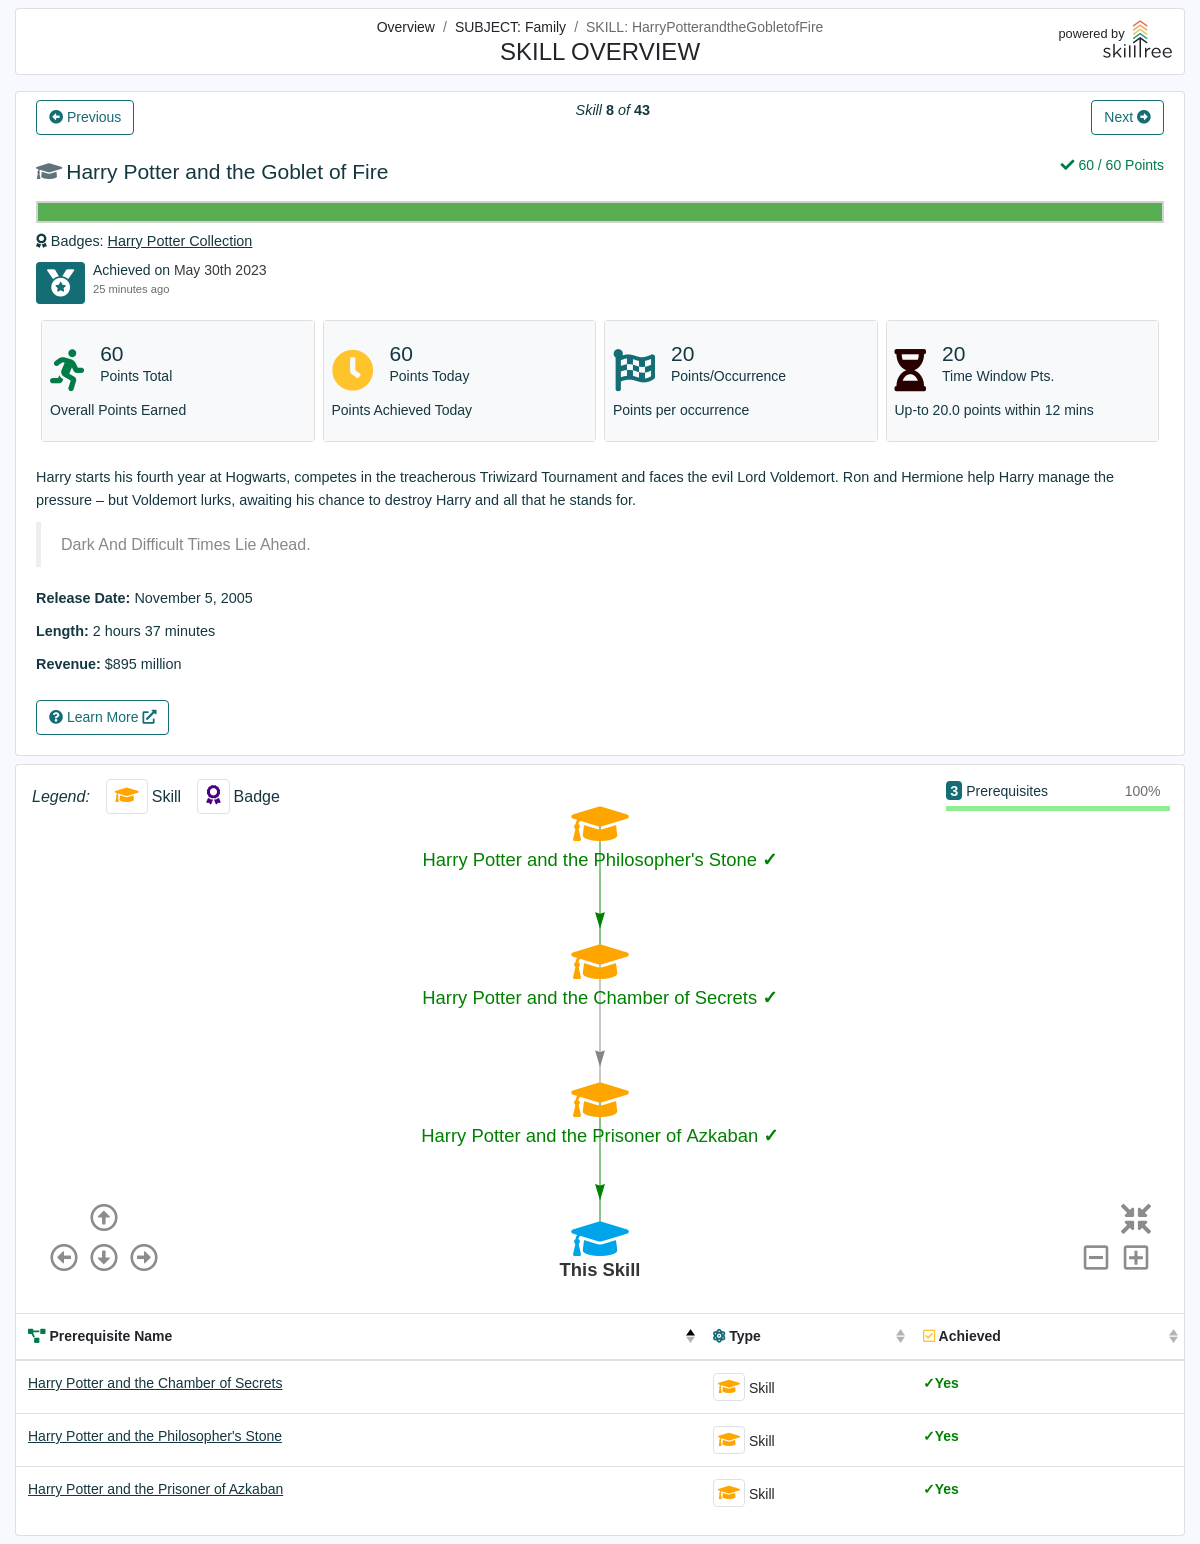 Overview / SUBJECT: Family / SKILL: HarryPotterandtheGobletofFire
SKILL OVERVIEW
powered by
skilltree
Previous
Skill 8 of 43
Next
Harry Potter and the Goblet of Fire
60 / 60 Points
Badges: Harry Potter Collection
Achieved on May 30th 2023
25 minutes ago
60
Points Total
Overall Points Earned
60
Points Today
Points Achieved Today
20
Points/Occurrence
Points per occurrence
20
Time Window Pts.
Up-to 20.0 points within 12 mins
Harry starts his fourth year at Hogwarts, competes in the treacherous Triwizard Tournament and faces the evil Lord Voldemort. Ron and Hermione help Harry manage the
pressure – but Voldemort lurks, awaiting his chance to destroy Harry and all that he stands for.
Dark And Difficult Times Lie Ahead.
Release Date: November 5, 2005
Length: 2 hours 37 minutes
Revenue: $895 million
Learn More
Legend: Skill Badge
3 Prerequisites 100%
Harry Potter and the Philosopher's Stone ✓
Harry Potter and the Chamber of Secrets ✓
Harry Potter and the Prisoner of Azkaban ✓
This Skill
Prerequisite Name Type Achieved
Harry Potter and the Chamber of Secrets Skill ✓Yes
Harry Potter and the Philosopher's Stone Skill ✓Yes
Harry Potter and the Prisoner of Azkaban Skill ✓Yes